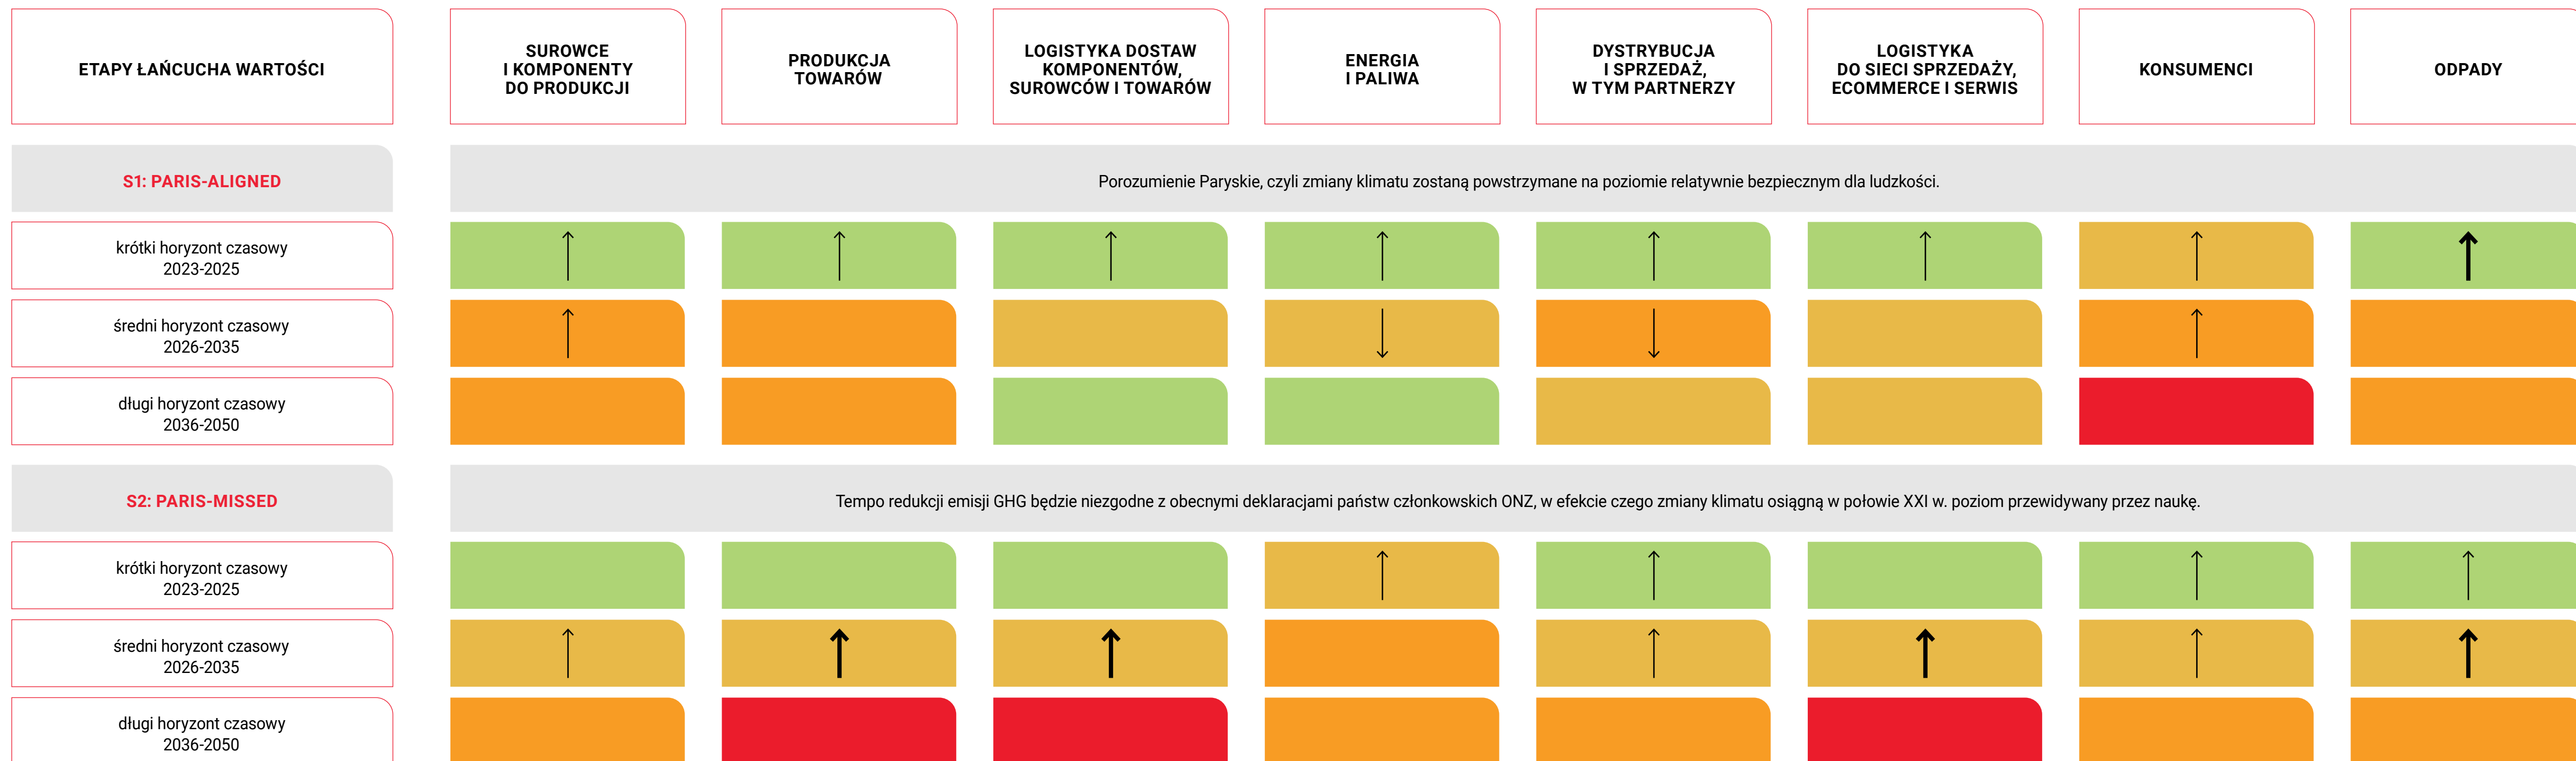 ETAPY ŁAŃCUCHA WARTOŚCI
SUROWCE
I KOMPONENTY
DO PRODUKCJI
PRODUKCJA
TOWARÓW
LOGISTYKA DOSTAW
KOMPONENTÓW,
SUROWCÓW I TOWARÓW
ENERGIA
I PALIWA
DYSTRYBUCJA
I SPRZEDAŻ,
W TYM PARTNERZY
LOGISTYKA
DO SIECI SPRZEDAŻY,
ECOMMERCE I SERWIS
KONSUMENCI
ODPADY
S1: PARIS-ALIGNED
Porozumienie Paryskie, czyli zmiany klimatu zostaną powstrzymane na poziomie relatywnie bezpiecznym dla ludzkości.
krótki horyzont czasowy
2023-2025
średni horyzont czasowy
2026-2035
długi horyzont czasowy
2036-2050
S2: PARIS-MISSED
Tempo redukcji emisji GHG będzie niezgodne z obecnymi deklaracjami państw członkowskich ONZ, w efekcie czego zmiany klimatu osiągną w połowie XXI w. poziom przewidywany przez naukę.
krótki horyzont czasowy
2023-2025
średni horyzont czasowy
2026-2035
długi horyzont czasowy
2036-2050